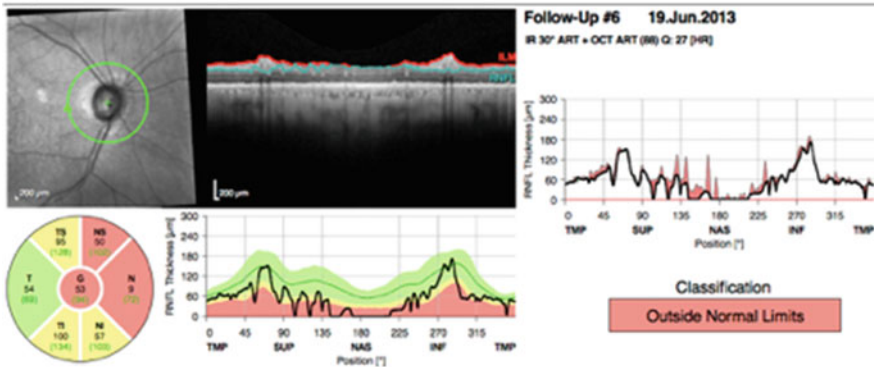 Follow-Up #6 19.Jun.2013
IR 30° ART + OCT ART (88) Q: 27 [HR]
ILM
RNFL
200 µm
200 µm
RNFL Thickness [µm]
300
240
180
120
60
0
0 45 90 135 180 225 270 315
TMP SUP NAS INF TMP
Position [°]
TS
95
(128)
NS
50
T
54
G
53
N
9
(72)
TI
100
(134)
NI
57
(103)
RNFL Thickness [µm]
300
240
180
120
60
0
0 45 90 135 180 225 270 315
TMP SUP NAS INF TMP
Position [°]
Classification
Outside Normal Limits